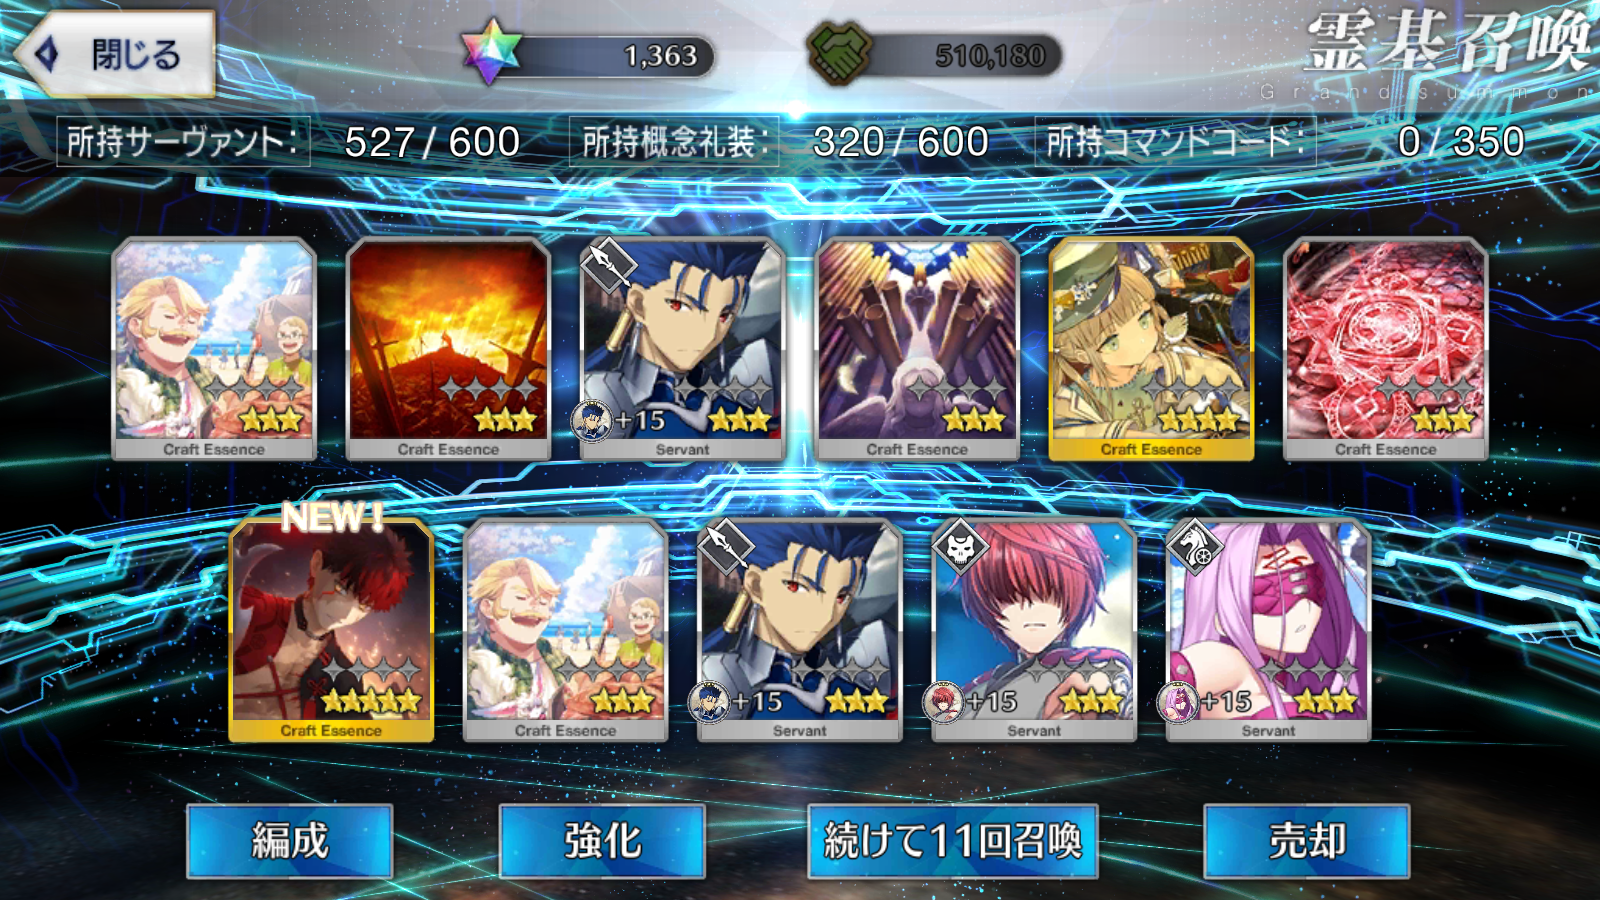 閉じる
1,363
510,180
霊基召喚
Grand summon
所持サーヴァント: 527 / 600
所持概念礼装: 320 / 600
所持コマンドコード: 0 / 350
Craft Essence
Craft Essence
+15
Servant
Craft Essence
Craft Essence
Craft Essence
NEW!
Craft Essence
Craft Essence
+15
Servant
+15
Servant
+15
Servant
編成
強化
続けて11回召喚
売却